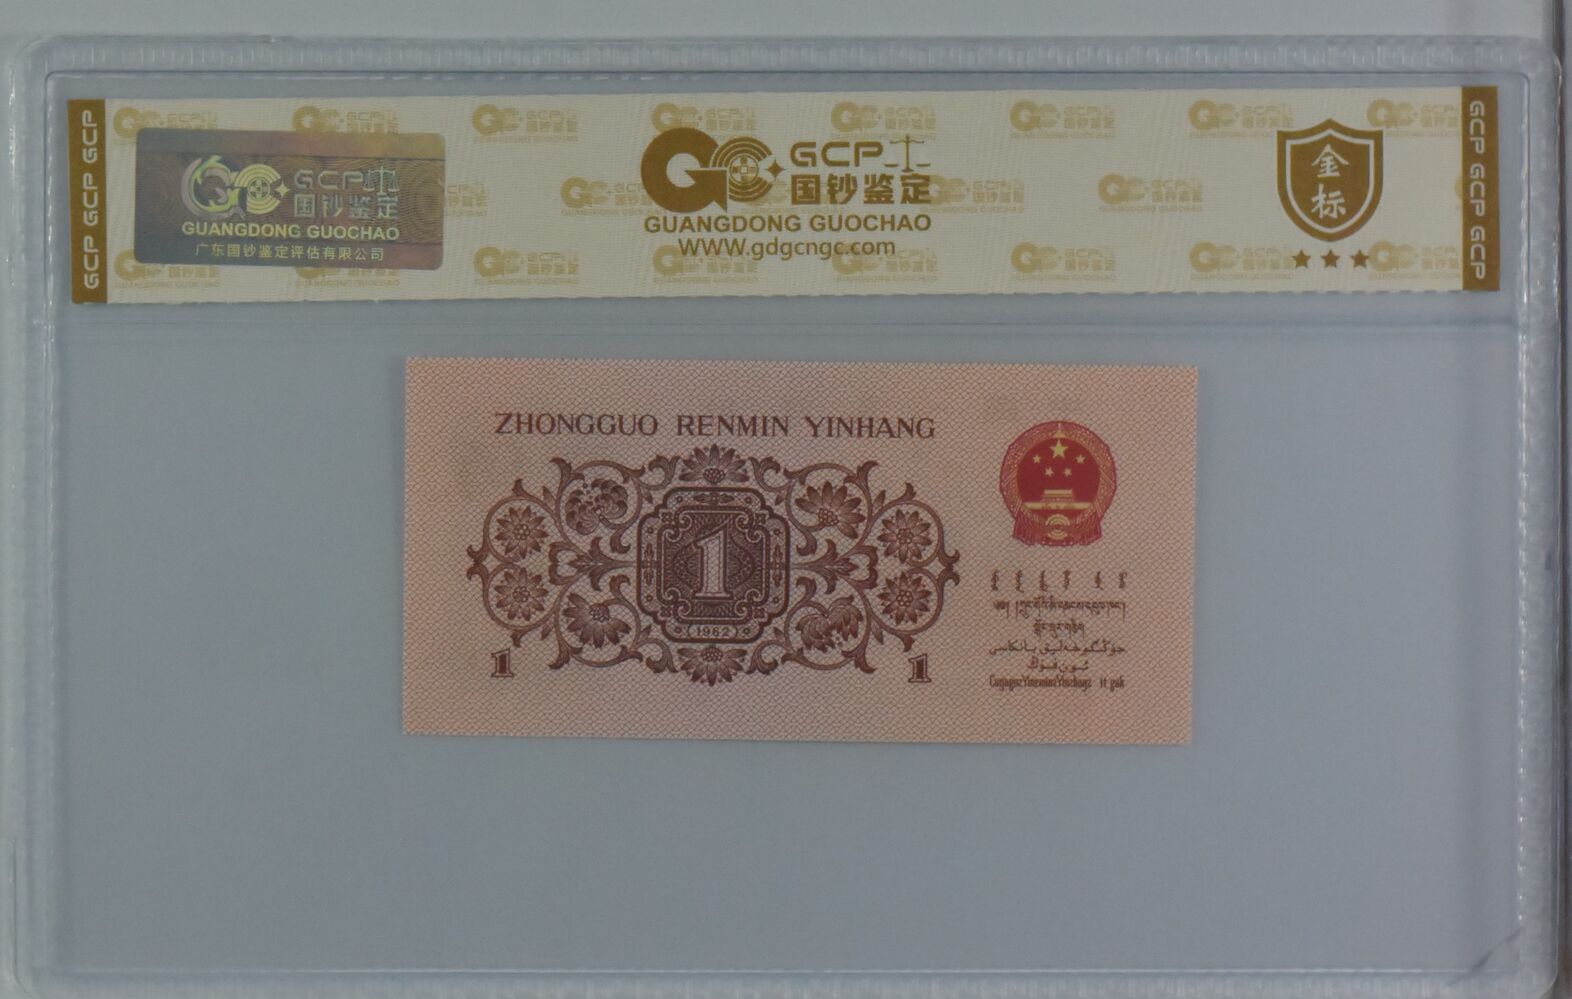 GCP GCP GCP
GCP 国钞鉴定
GUANGDONG GUOCHAO
广东国钞鉴定评估有限公司
GCP
国钞鉴定
GUANGDONG GUOCHAO
WWW.gdgcngc.com
金
标
GCP GCP GCP
ZHONGGUO RENMIN YINHANG
1
(1962)
1 1